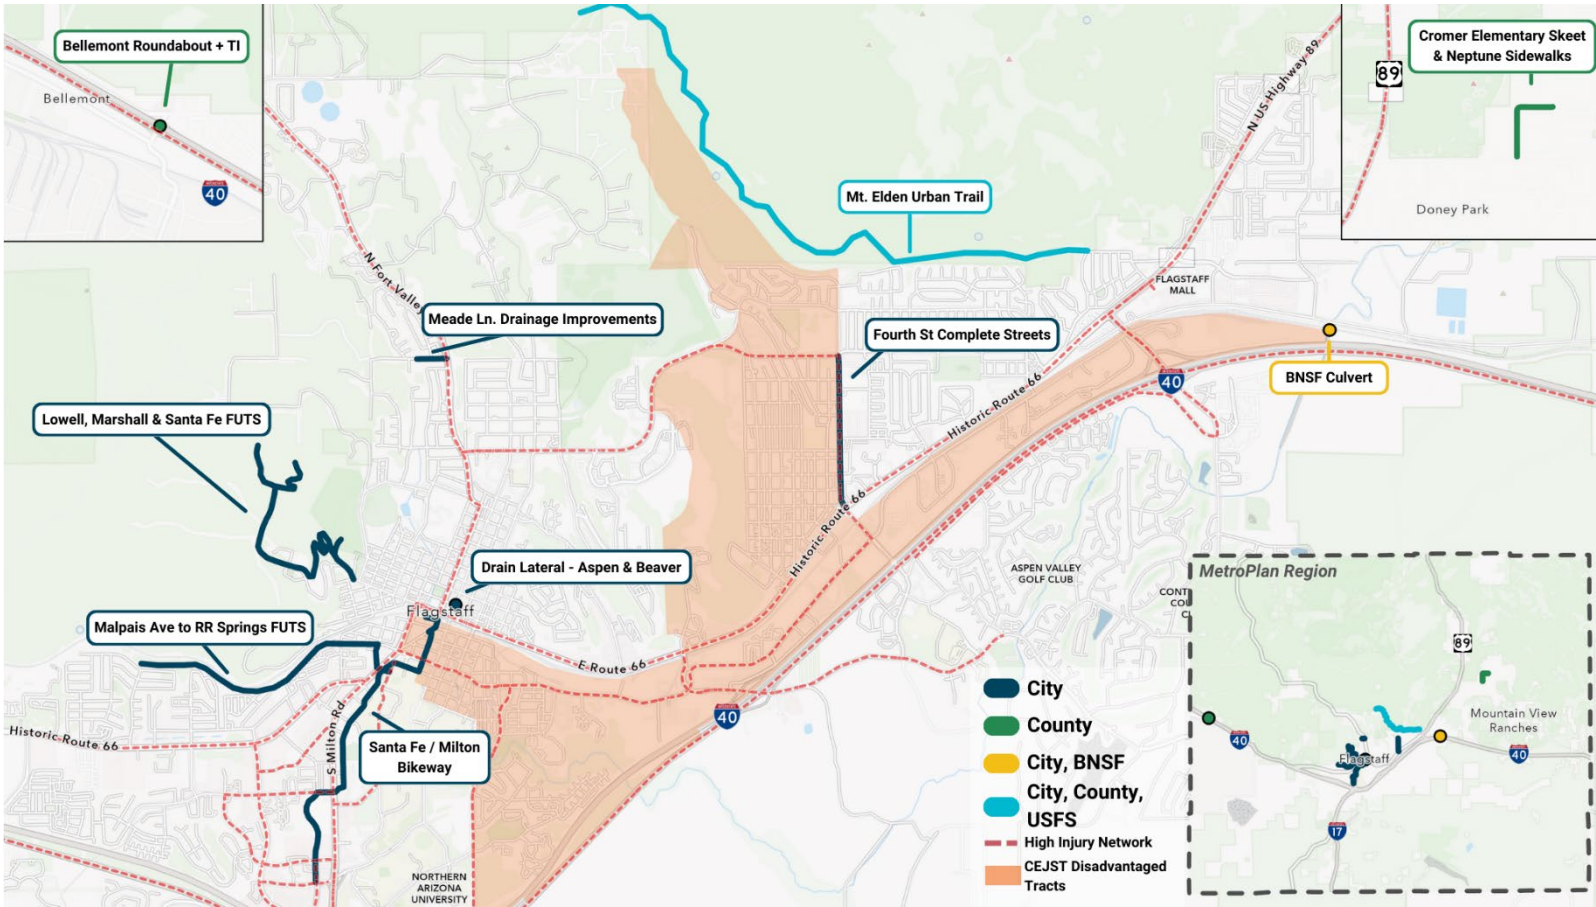 Bellemont Roundabout + TI
Bellemont
40
Cromer Elementary Skeet
& Neptune Sidewalks
89
Doney Park
N US Highway 89
Mt. Elden Urban Trail
FLAGSTAFF
MALL
N Fort Valley
Meade Ln. Drainage Improvements
Fourth St Complete Streets
BNSF Culvert
40
Historic Route 66
Lowell, Marshall & Santa Fe FUTS
Historic Route 66
Drain Lateral - Aspen & Beaver
Flagstaff
ASPEN VALLEY
GOLF CLUB
Malpais Ave to RR Springs FUTS
E Route 66
Historic Route 66
S Milton Rd
Santa Fe / Milton
Bikeway
40
NORTHERN
ARIZONA
UNIVERSITY
City
County
City, BNSF
City, County,
USFS
High Injury Network
CEJST Disadvantaged
Tracts
CONT
COU
C
MetroPlan Region
89
Mountain View
Ranches
40
Flagstaff
40
17